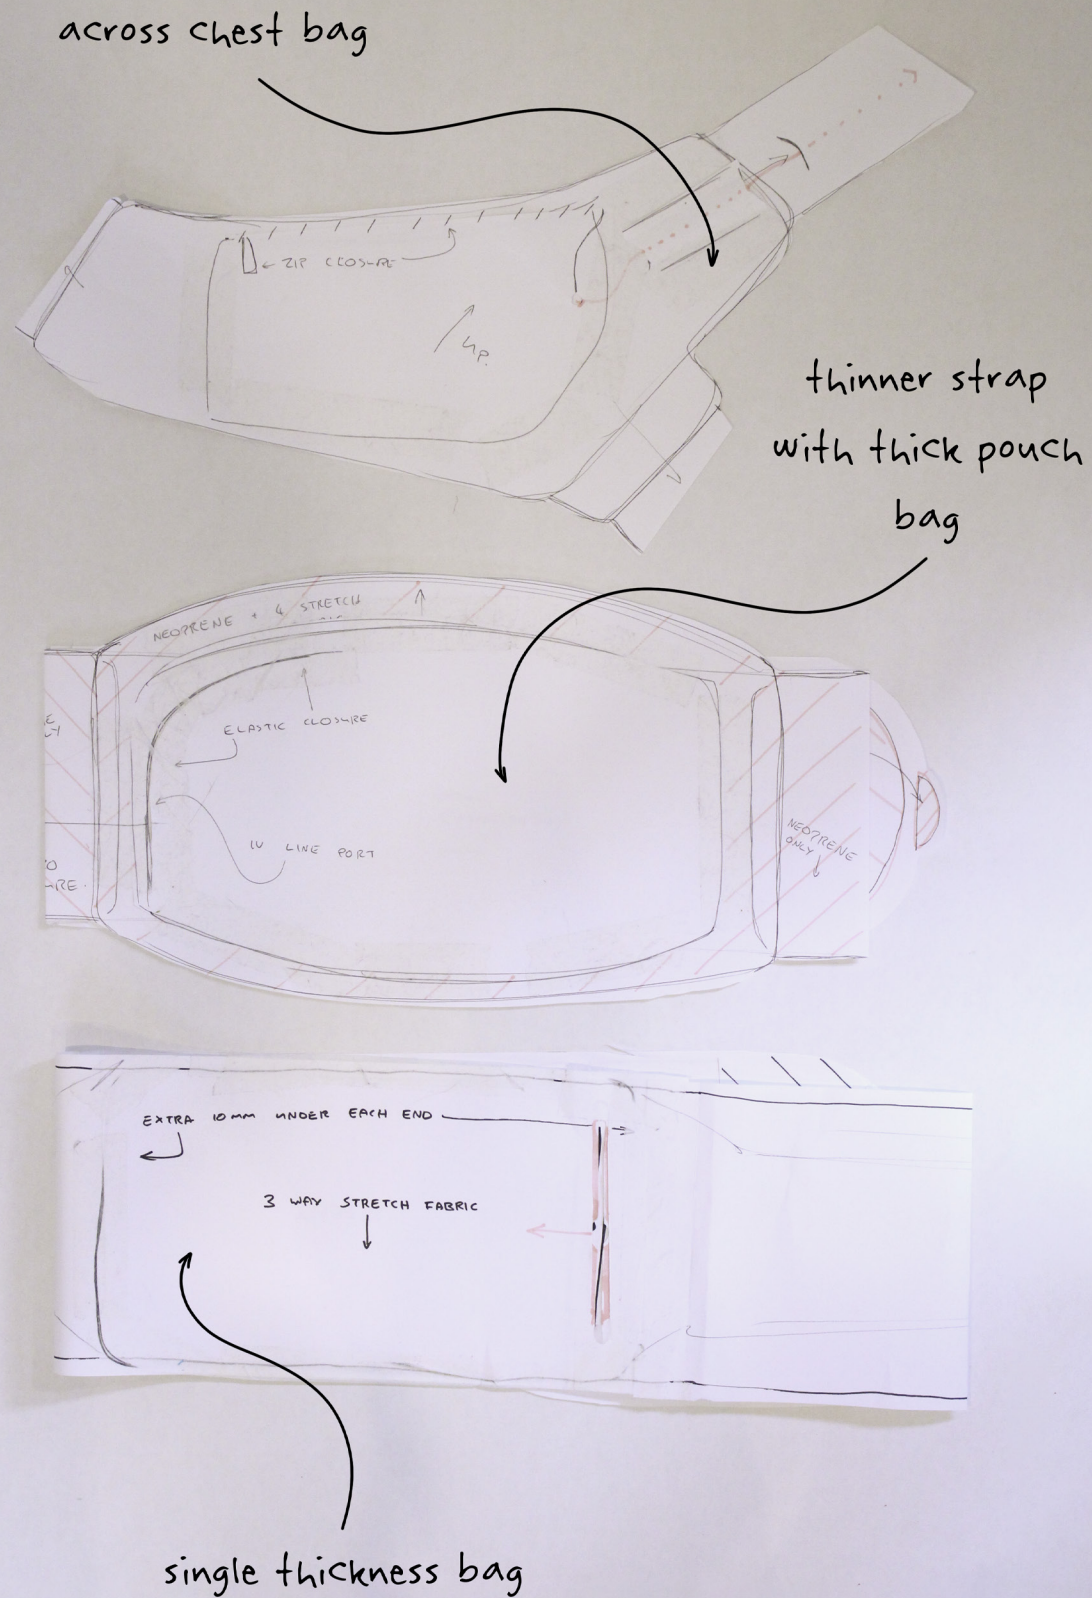 across chest bag
ZIP CLOSURE
UP.
thinner strap
with thick pouch
bag
NEOPRENE + 4 STRETCH
ELASTIC CLOSURE
IV LINE PORT
NEOPRENE
ONLY
EXTRA 10mm UNDER EACH END
3 WAY STRETCH FABRIC
single thickness bag